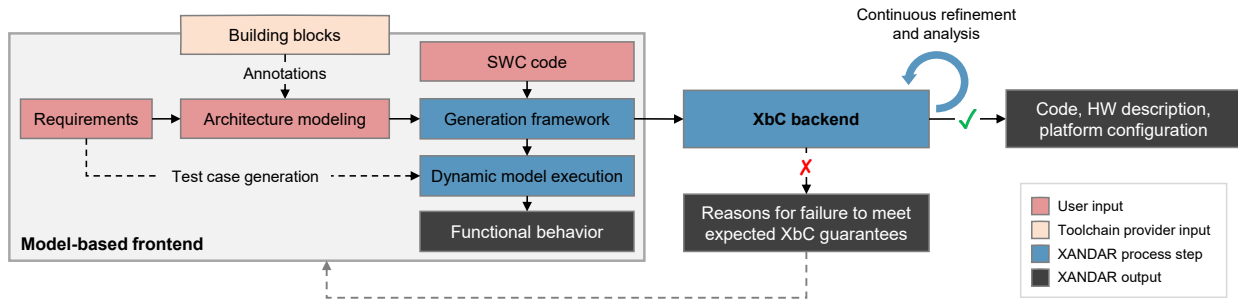 Continuous refinement
and analysis
Building blocks
Annotations
SWC code
Requirements
Architecture modeling
Generation framework
XbC backend
✓
Code, HW description,
platform configuration
Test case generation
Dynamic model execution
✗
Functional behavior
Reasons for failure to meet
expected XbC guarantees
Model-based frontend
User input
Toolchain provider input
XANDAR process step
XANDAR output